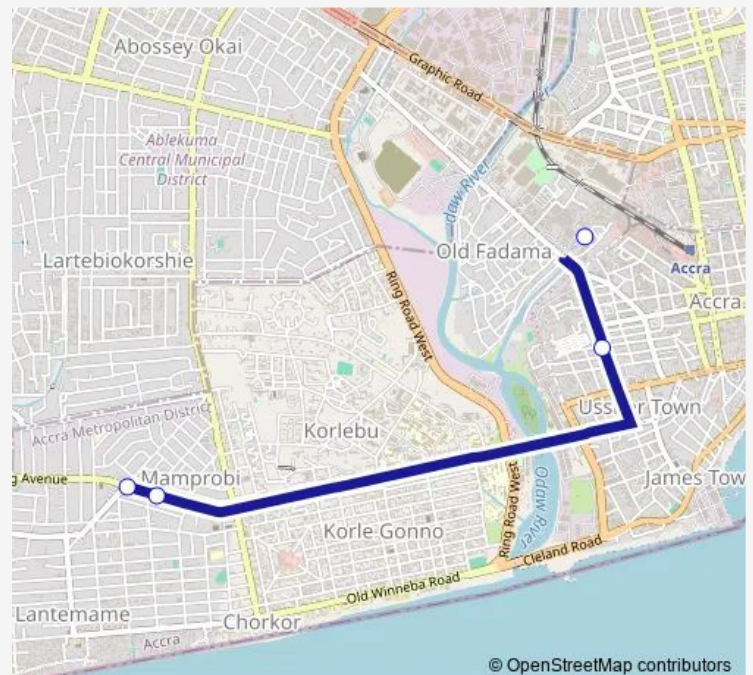 Abossey Okai
Graphic Road
Ablekuma
Central Municipal
District
Odaw River
Old Fadama
Lartebiokorshie
Accra
Ring Road West
Accra
Accra Metropolitan District
Korlebu
Town
g Avenue
Mamprobi
James Tow
Ring Road West
Odaw River
Korle Gonno
Cleland Road
Old Winneba Road
Lantemame
Chorkor
Accra
© OpenStreetMap contributors